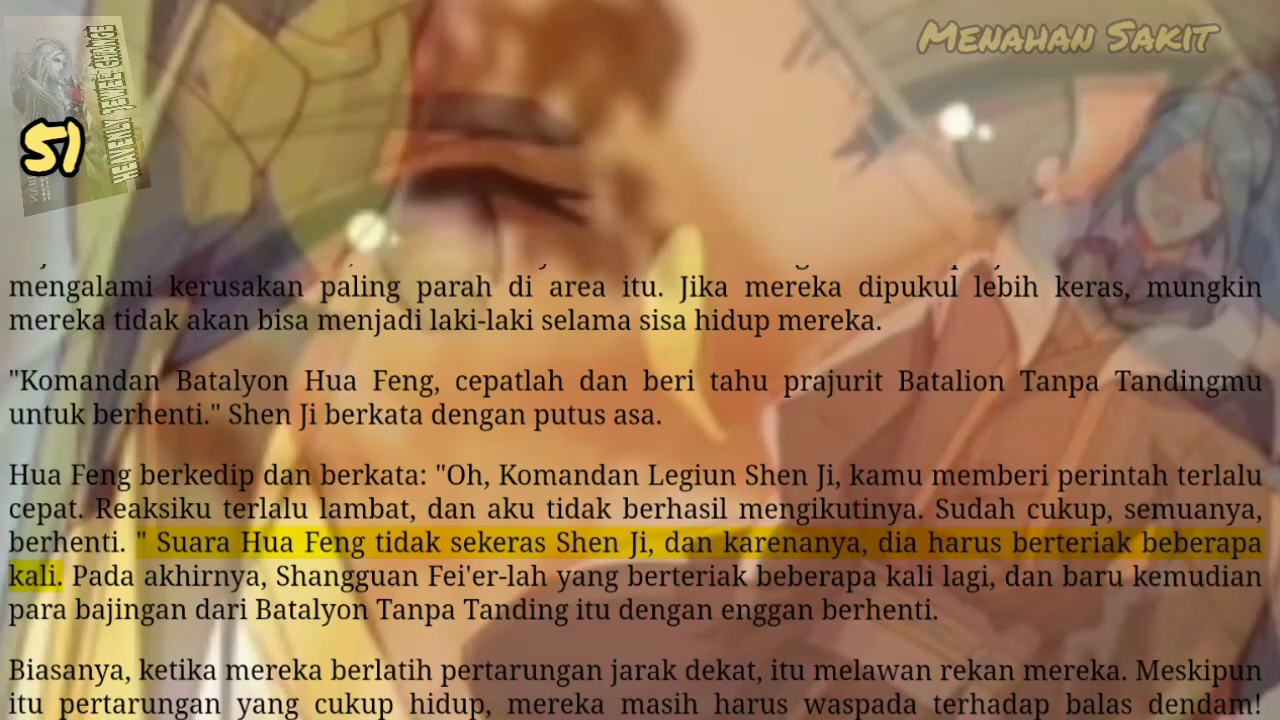 Menahan Sakit
HEAVENLY JEWEL CHANGE
51
mengalami kerusakan paling parah di area itu. Jika mereka dipukul lebih keras, mungkin
mereka tidak akan bisa menjadi laki-laki selama sisa hidup mereka.
"Komandan Batalyon Hua Feng, cepatlah dan beri tahu prajurit Batalion Tanpa Tandingmu
untuk berhenti." Shen Ji berkata dengan putus asa.
Hua Feng berkedip dan berkata: "Oh, Komandan Legiun Shen Ji, kamu memberi perintah terlalu
cepat. Reaksiku terlalu lambat, dan aku tidak berhasil mengikutinya. Sudah cukup, semuanya,
berhenti. " Suara Hua Feng tidak sekeras Shen Ji, dan karenanya, dia harus berteriak beberapa
kali. Pada akhirnya, Shangguan Fei'er-lah yang berteriak beberapa kali lagi, dan baru kemudian
para bajingan dari Batalyon Tanpa Tanding itu dengan enggan berhenti.
Biasanya, ketika mereka berlatih pertarungan jarak dekat, itu melawan rekan mereka. Meskipun
itu pertarungan yang cukup hidup, mereka masih harus waspada terhadap balas dendam!